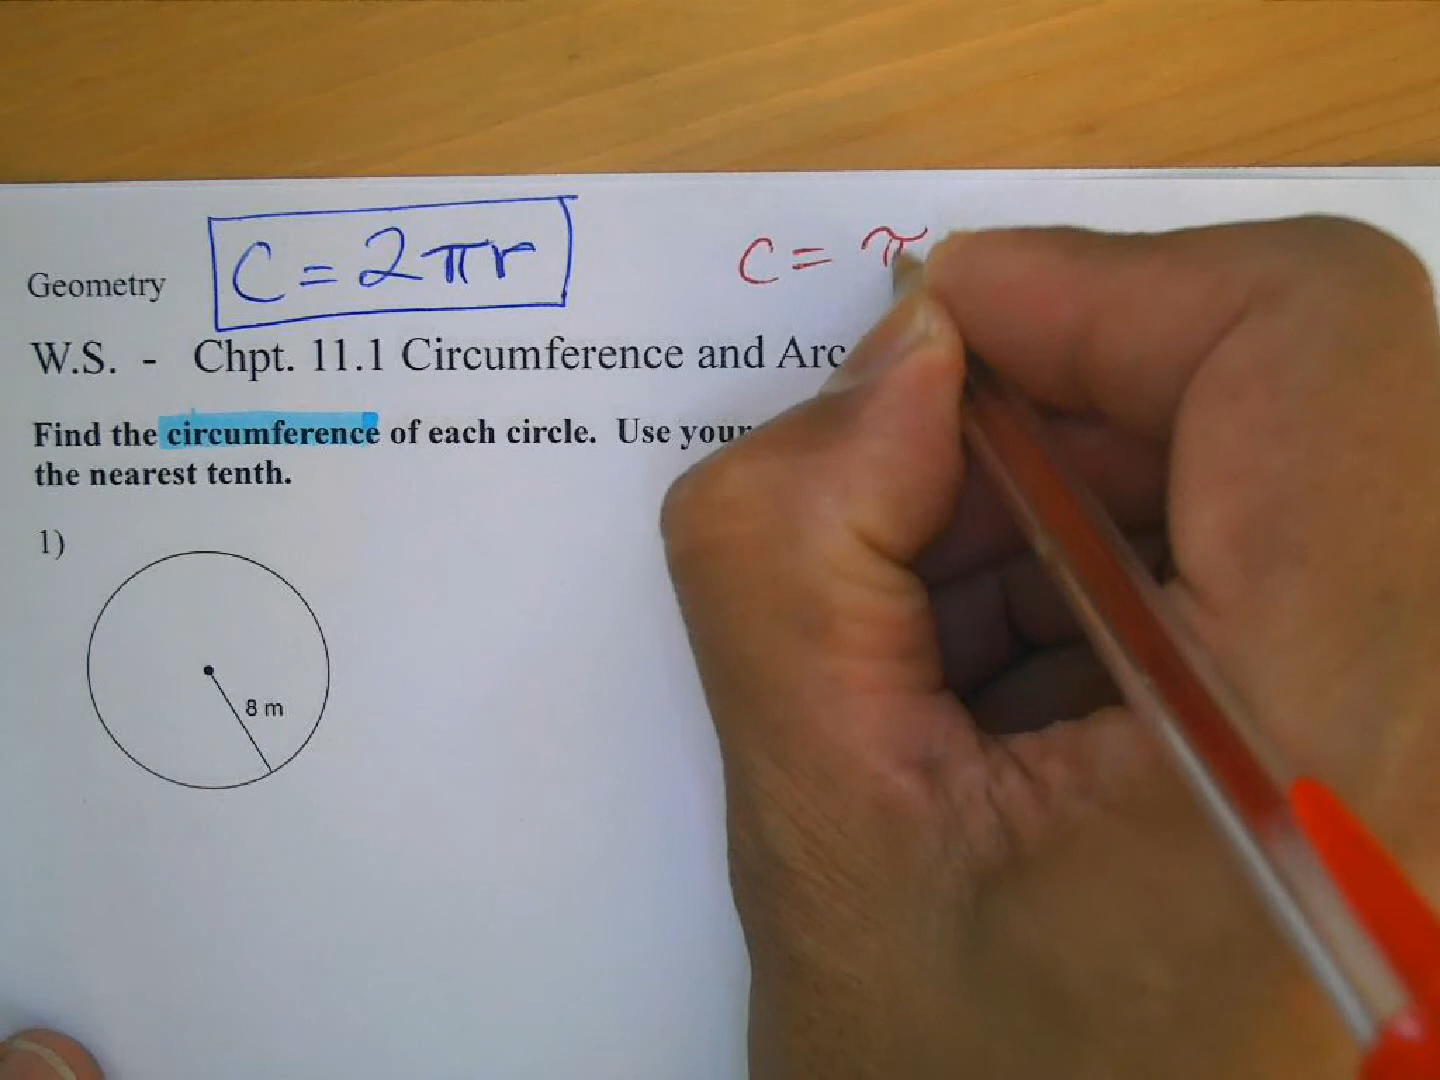 C = 2πr
C = π
Geometry
W.S. - Chpt. 11.1 Circumference and Arc
Find the circumference of each circle. Use your
the nearest tenth.
1)
8 m